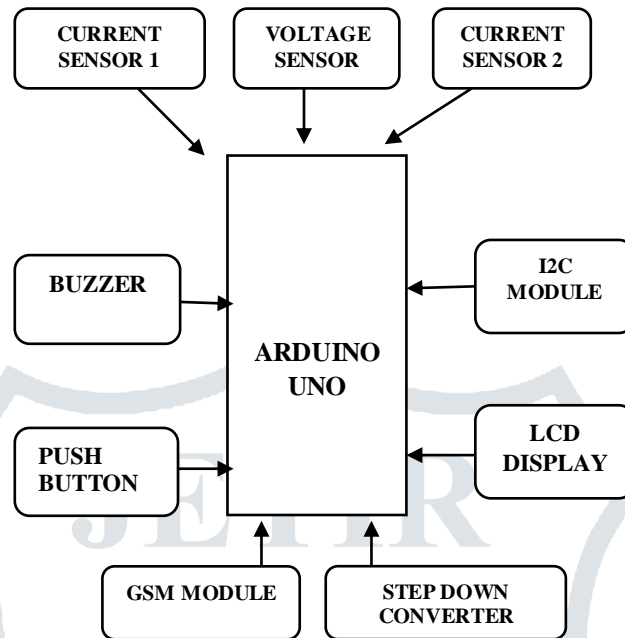 CURRENT
SENSOR 1
VOLTAGE
SENSOR
CURRENT
SENSOR 2
BUZZER
I2C
MODULE
ARDUINO
UNO
PUSH
BUTTON
LCD
DISPLAY
JETIR
GSM MODULE
STEP DOWN
CONVERTER